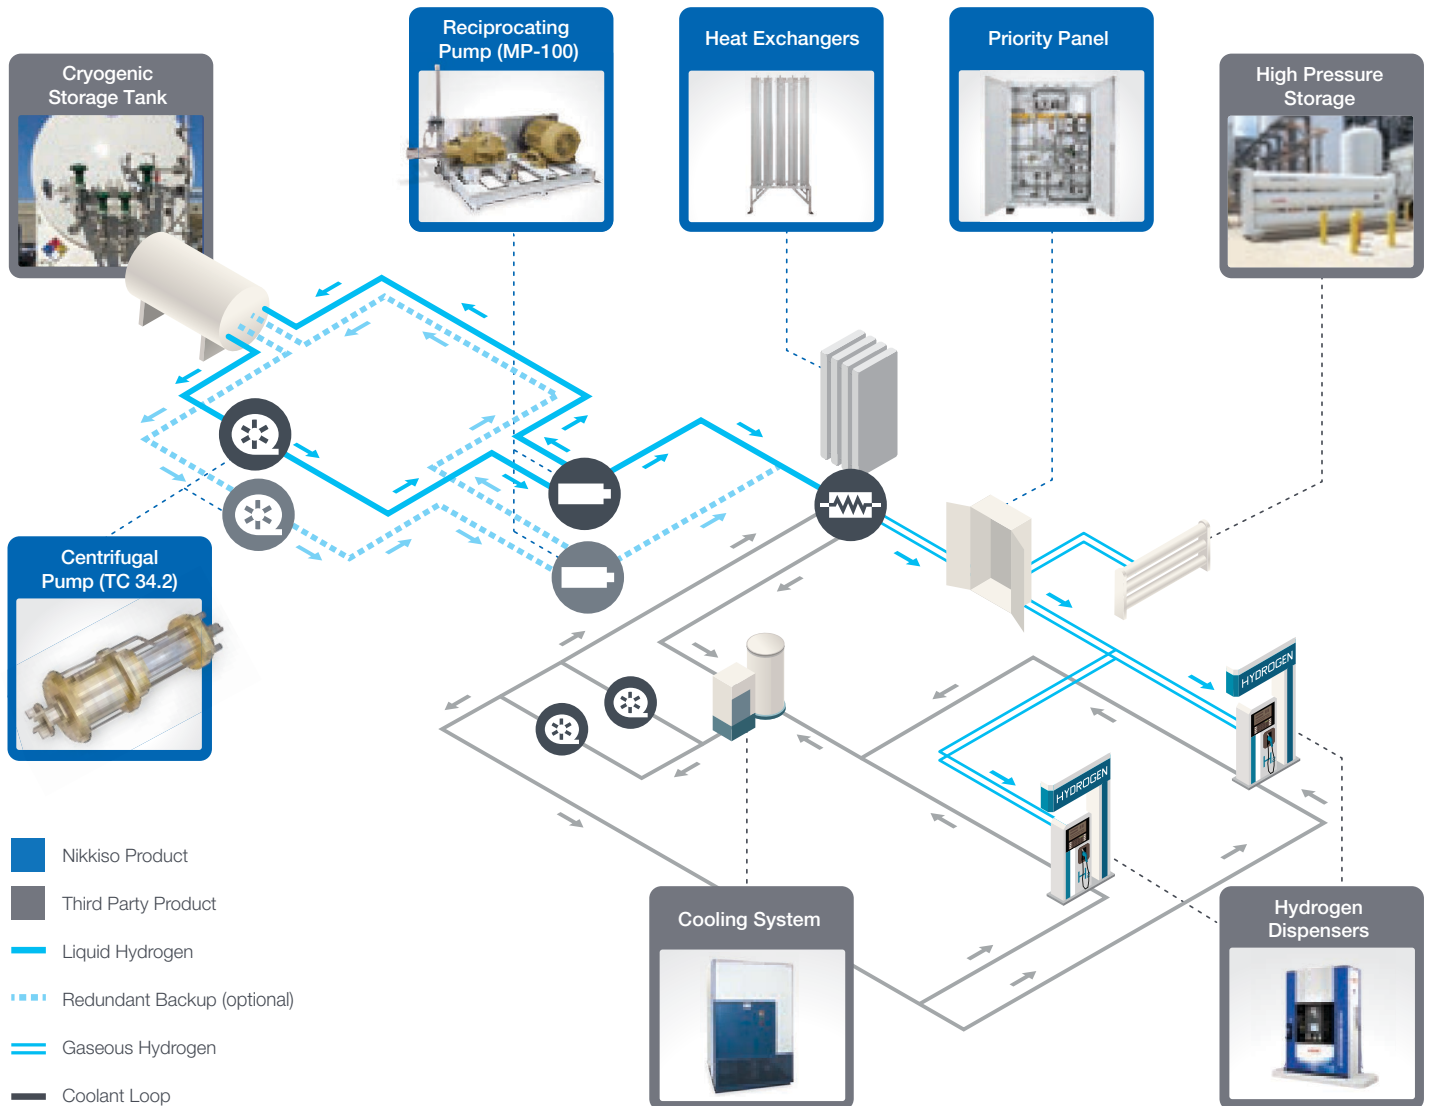 Reciprocating
Pump (MP-100)
Heat Exchangers
Priority Panel
Cryogenic
Storage Tank
High Pressure
Storage
Centrifugal
Pump (TC 34.2)
HYDROGEN
H₂
HYDROGEN
H₂
Nikkiso Product
Third Party Product
Liquid Hydrogen
Redundant Backup (optional)
Gaseous Hydrogen
Coolant Loop
Cooling System
Hydrogen
Dispensers